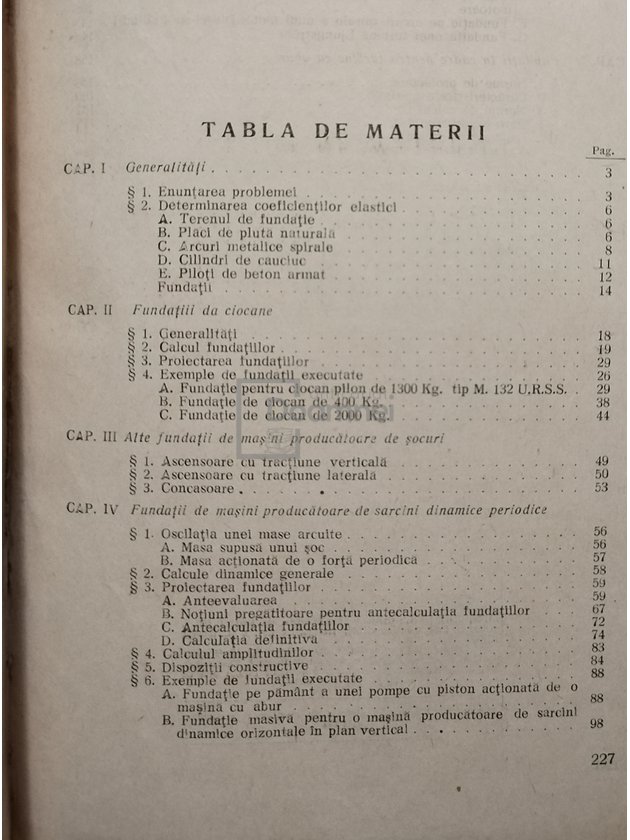 TABLA DE MATERII
Pag.
CAP. I Generalități . . . . 3
§ 1. Enunțarea problemei . . . . 3
§ 2. Determinarea coeficienților elastici . . . . 6
A. Terenul de fundație . . . . 6
B. Placi de plută naturală . . . . 6
C. Arcuri metalice spirale . . . . 8
D. Cilindri de cauciuc . . . . 11
E. Piloți de beton armat . . . . 12
Fundații . . . . 14
CAP. II Fundațiii da ciocane
§ 1. Generalități . . . . 18
§ 2. Calcul fundațiilor . . . . 19
§ 3. Proiectarea fundațiilor . . . . 29
§ 4. Exemple de fundații executate . . . . 26
A. Fundație pentru ciocan pilon de 1300 Kg. tip M. 132 U.R.S.S. . 29
B. Fundație de ciocan de 400 Kg. . . . . 38
C. Fundație de ciocan de 2000 Kg. . . . . 44
CAP. III Alte fundații de mașini producătoare de șocuri
§ 1. Ascensoare cu tracțiune verticală . . . . 49
§ 2. Ascensoare cu tracțiune laterală . . . . 50
§ 3. Concasoare . . . . 53
CAP. IV Fundații de mașini producătoare de sarcini dinamice periodice
§ 1. Oscilația unei mase arcuite . . . . 56
A. Masa supusă unui șoc . . . . 56
B. Masa acționată de o forță periodică . . . . 57
§ 2. Calcule dinamice generale . . . . 58
§ 3. Proiectarea fundațiilor . . . . 59
A. Anteevaluarea . . . . 59
B. Noțiuni pregătitoare pentru antecalculația fundațiilor . . . . 67
C. Antecalculația fundațiilor . . . . 72
D. Calculația definitivă . . . . 74
§ 4. Calculul amplitudinilor . . . . 83
§ 5. Dispoziții constructive . . . . 84
§ 6. Exemple de fundații executate . . . . 88
A. Fundație pe pământ a unei pompe cu piston acționată de o
mașină cu abur . . . . 88
B. Fundație masivă pentru o mașină producătoare de sarcini
dinamice orizontale în plan vertical . . . . 98
227